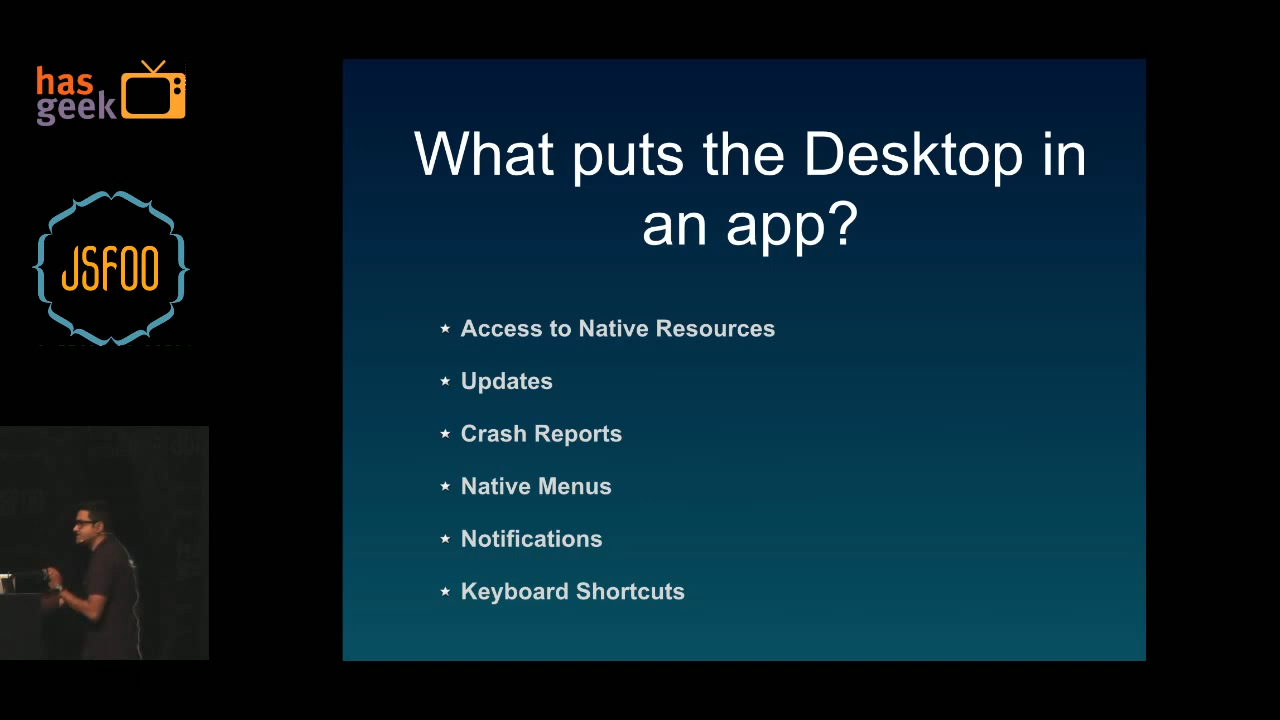 has
geek
JSFOO
What puts the Desktop in
an app?
Access to Native Resources
Updates
Crash Reports
Native Menus
Notifications
Keyboard Shortcuts